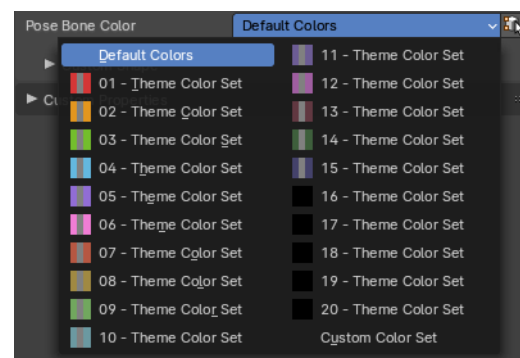 Pose Bone Color
Default Colors
Default Colors
01 - Theme Color Set
02 - Theme Color Set
03 - Theme Color Set
04 - Theme Color Set
05 - Theme Color Set
06 - Theme Color Set
07 - Theme Color Set
08 - Theme Color Set
09 - Theme Color Set
10 - Theme Color Set
11 - Theme Color Set
12 - Theme Color Set
13 - Theme Color Set
14 - Theme Color Set
15 - Theme Color Set
16 - Theme Color Set
17 - Theme Color Set
18 - Theme Color Set
19 - Theme Color Set
20 - Theme Color Set
Custom Color Set